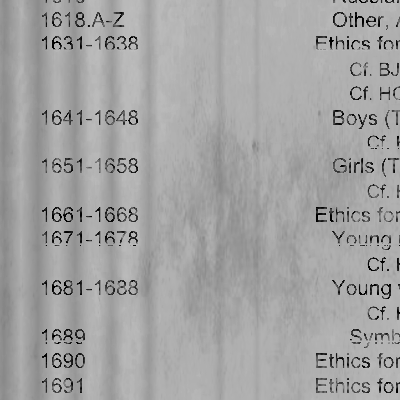 1618.A-Z Other,
1631-1638 Ethics for
Cf. BJ
Cf. HQ
1641-1648 Boys (T
Cf. H
1651-1658 Girls (T
Cf. H
1661-1668 Ethics for
1671-1678 Young
Cf. H
1681-1688 Young
Cf. H
1689 Symb
1690 Ethics for
1691 Ethics for